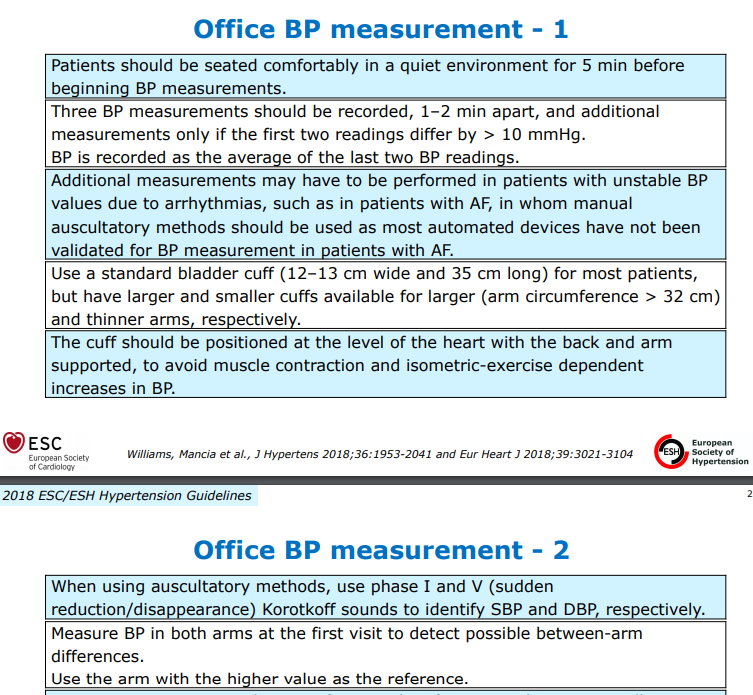 Office BP measurement - 1
Patients should be seated comfortably in a quiet environment for 5 min before
beginning BP measurements.
Three BP measurements should be recorded, 1–2 min apart, and additional
measurements only if the first two readings differ by > 10 mmHg.
BP is recorded as the average of the last two BP readings.
Additional measurements may have to be performed in patients with unstable BP
values due to arrhythmias, such as in patients with AF, in whom manual
auscultatory methods should be used as most automated devices have not been
validated for BP measurement in patients with AF.
Use a standard bladder cuff (12–13 cm wide and 35 cm long) for most patients,
but have larger and smaller cuffs available for larger (arm circumference > 32 cm)
and thinner arms, respectively.
The cuff should be positioned at the level of the heart with the back and arm
supported, to avoid muscle contraction and isometric-exercise dependent
increases in BP.
ESC
European Society
of Cardiology
Williams, Mancia et al., J Hypertens 2018;36:1953-2041 and Eur Heart J 2018;39:3021-3104
ESH
European
Society of
Hypertension
2018 ESC/ESH Hypertension Guidelines
2
Office BP measurement - 2
When using auscultatory methods, use phase I and V (sudden
reduction/disappearance) Korotkoff sounds to identify SBP and DBP, respectively.
Measure BP in both arms at the first visit to detect possible between-arm
differences.
Use the arm with the higher value as the reference.